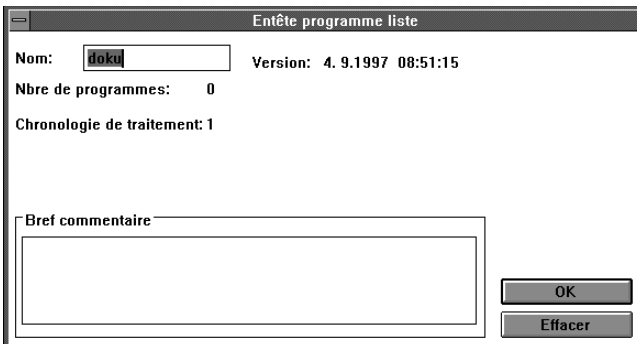 Entête programme liste
Nom: doku Version: 4. 9.1997 08:51:15
Nbre de programmes: 0
Chronologie de traitement: 1
Bref commentaire
OK
Effacer